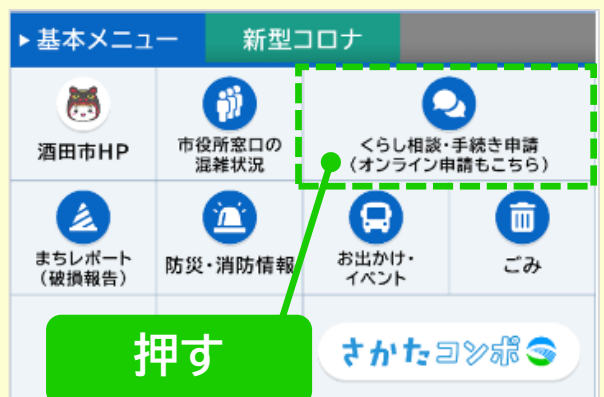 ▶基本メニュー
新型コロナ
酒田市HP
市役所窓口の
混雑状況
くらし相談・手続き申請
（オンライン申請もこちら）
まちレポート
（破損報告）
防災・消防情報
お出かけ・
イベント
ごみ
押す
さかたコンポ